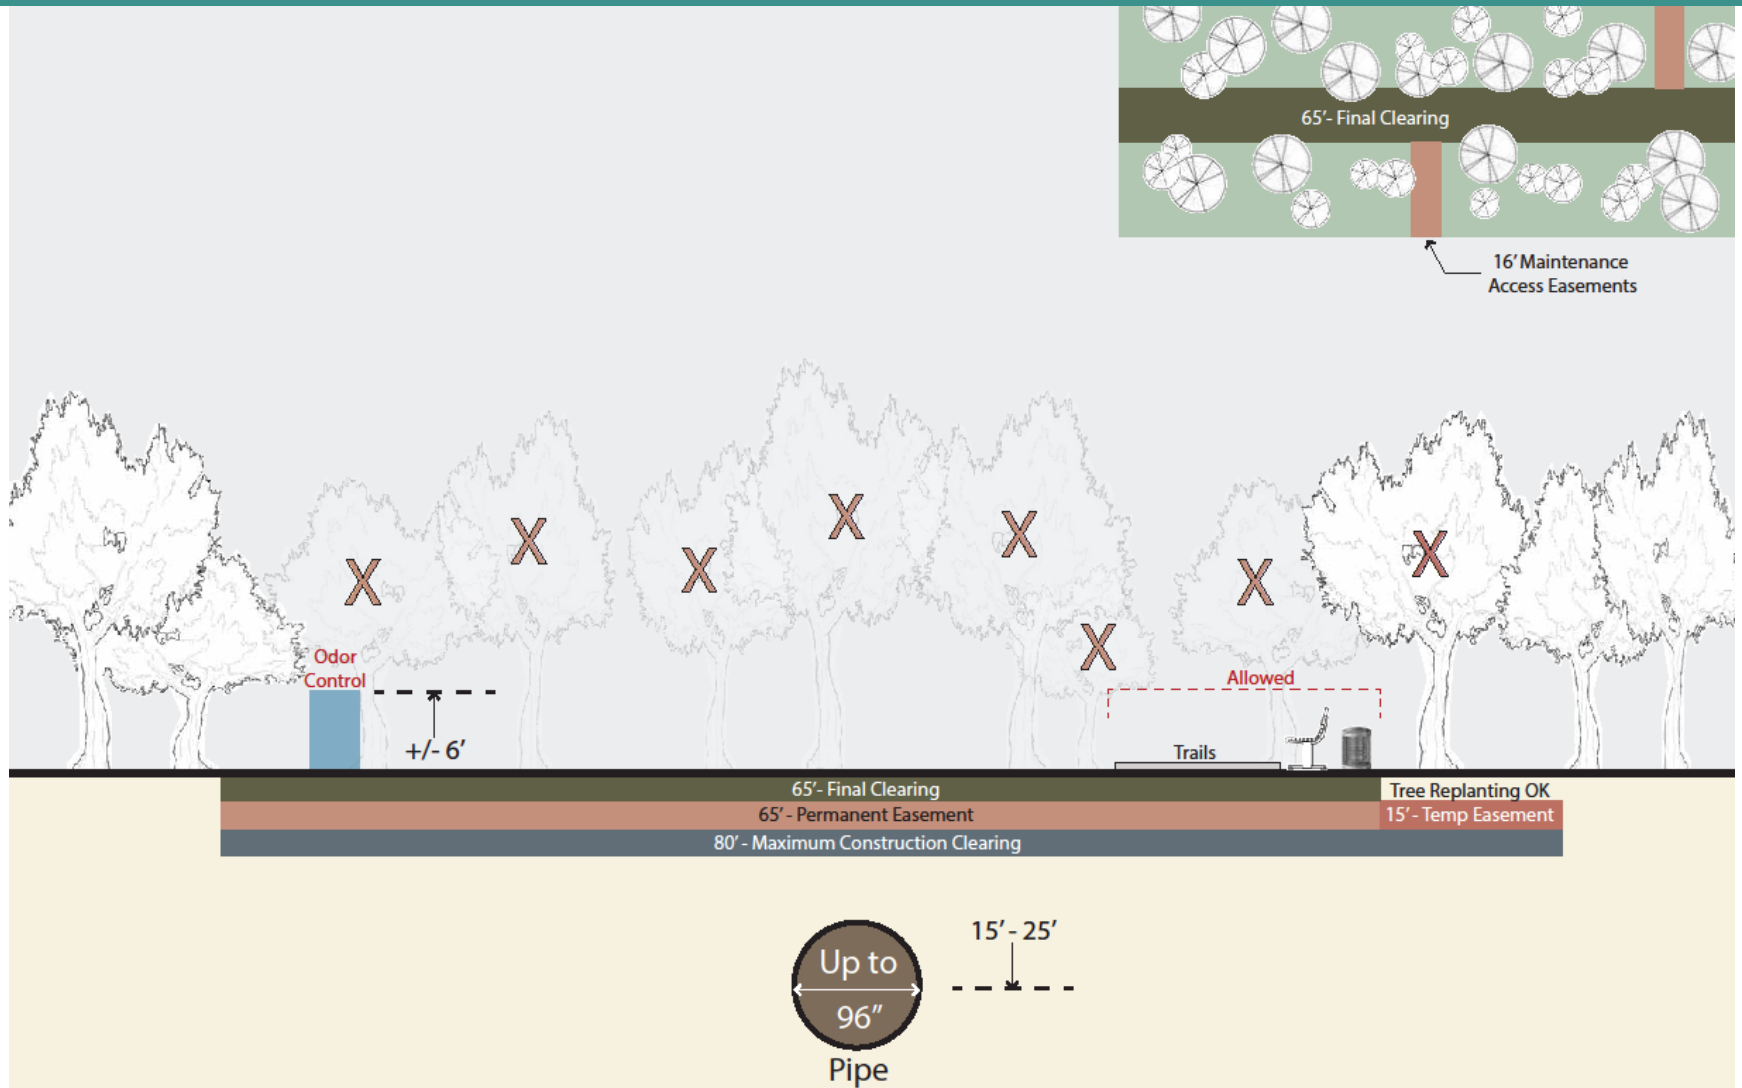 65’- Final Clearing
16’ Maintenance
Access Easements
Odor
Control
+/- 6’
Allowed
Trails
65’- Final Clearing
Tree Replanting OK
65’ - Permanent Easement
15’ - Temp Easement
80’ - Maximum Construction Clearing
15’ - 25’
Up to
96”
Pipe
X
X
X
X
X
X
X
X